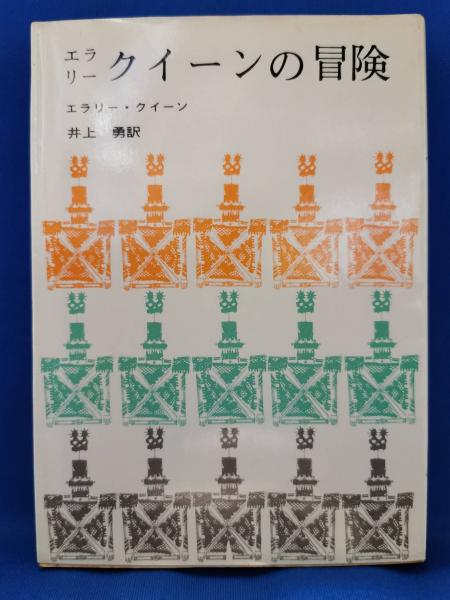 エラリー クイーンの冒険
エラリー・クイーン
井上 勇訳